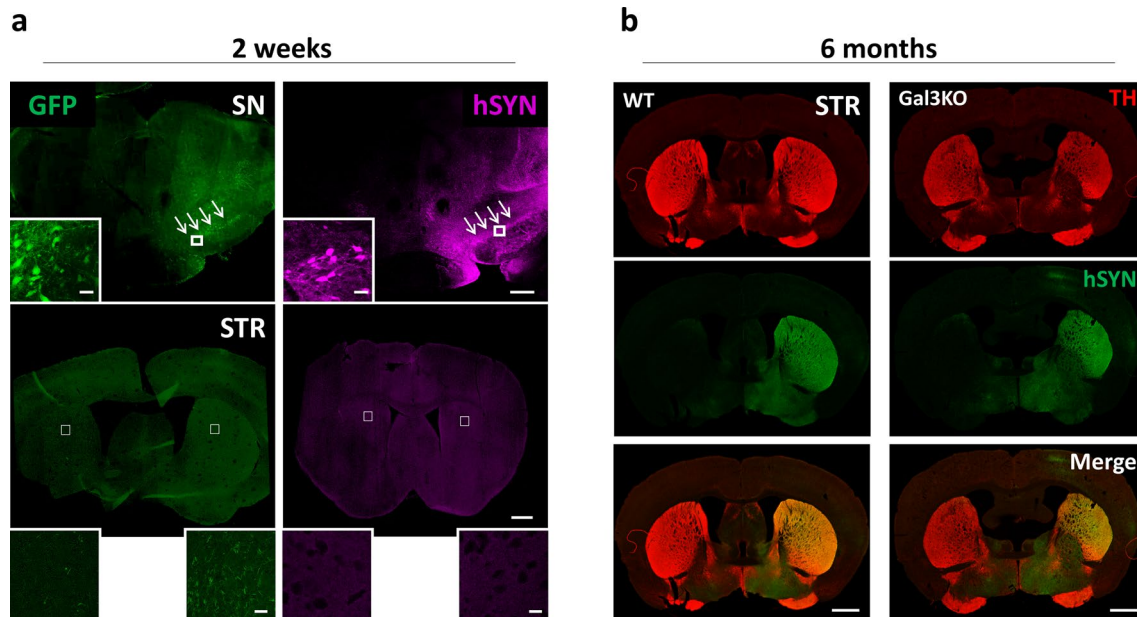 a
2 weeks
GFP
SN
hSYN
STR
b
6 months
WT
STR
Gal3KO
TH
hSYN
Merge